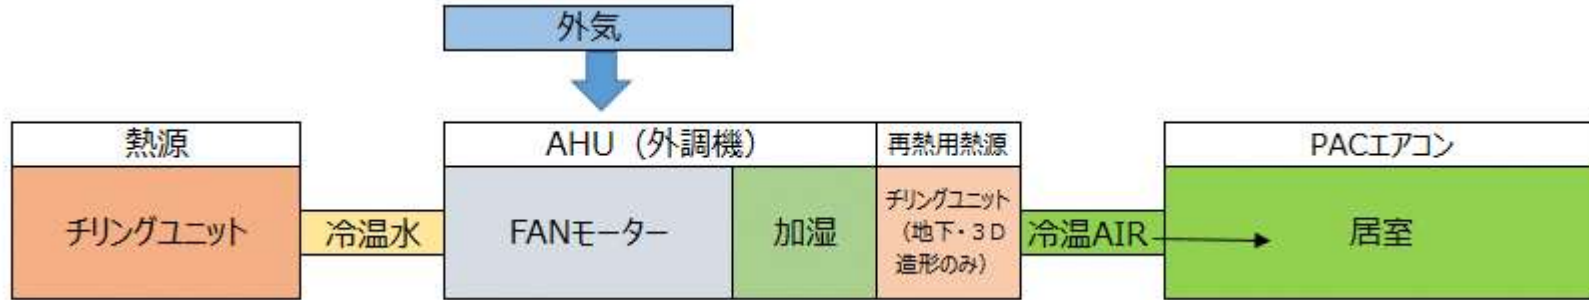 外気
熱源
AHU（外調機）
再熱用熱源
PACエアコン
チリングユニット
冷温水
FANモーター
加湿
チリングユニット
（地下・３D
造形のみ）
冷温AIR
居室